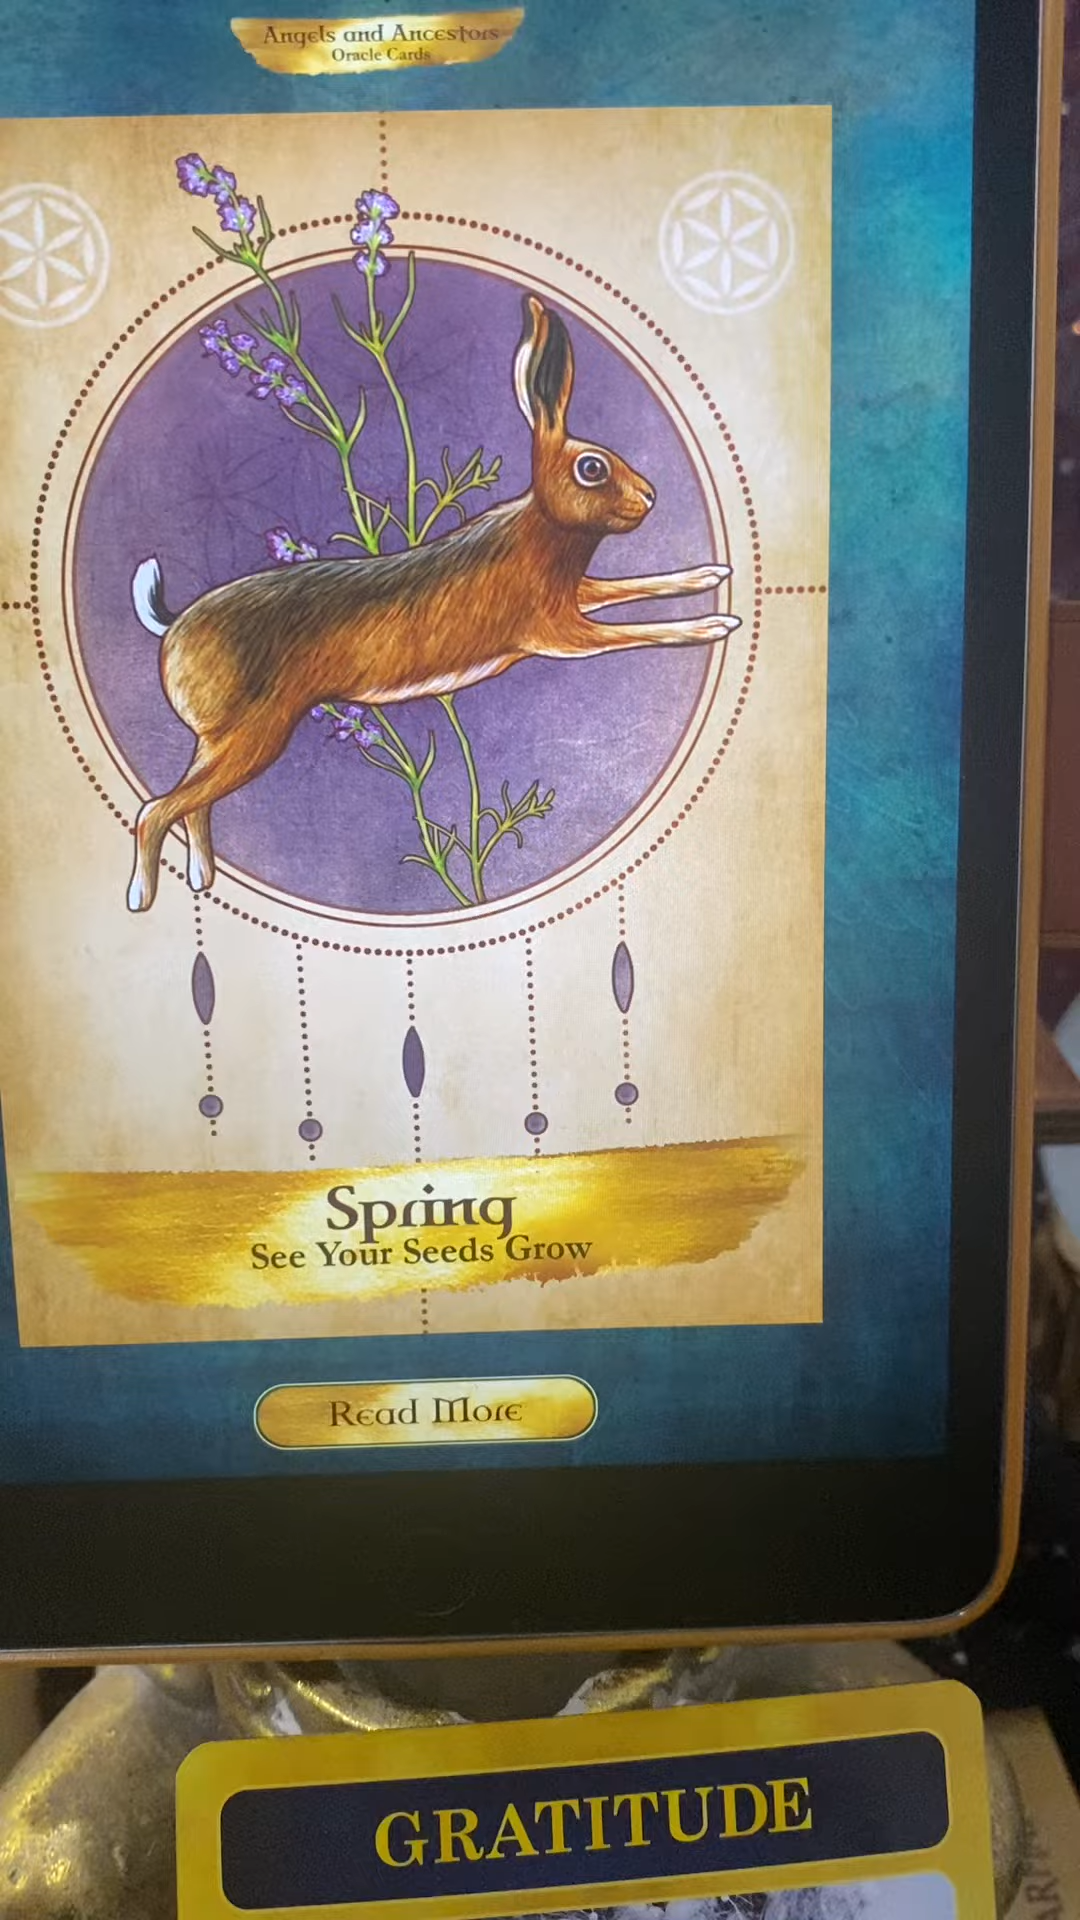 Angels and Ancestors
Oracle Cards
Spring
See Your Seeds Grow
Read More
GRATITUDE